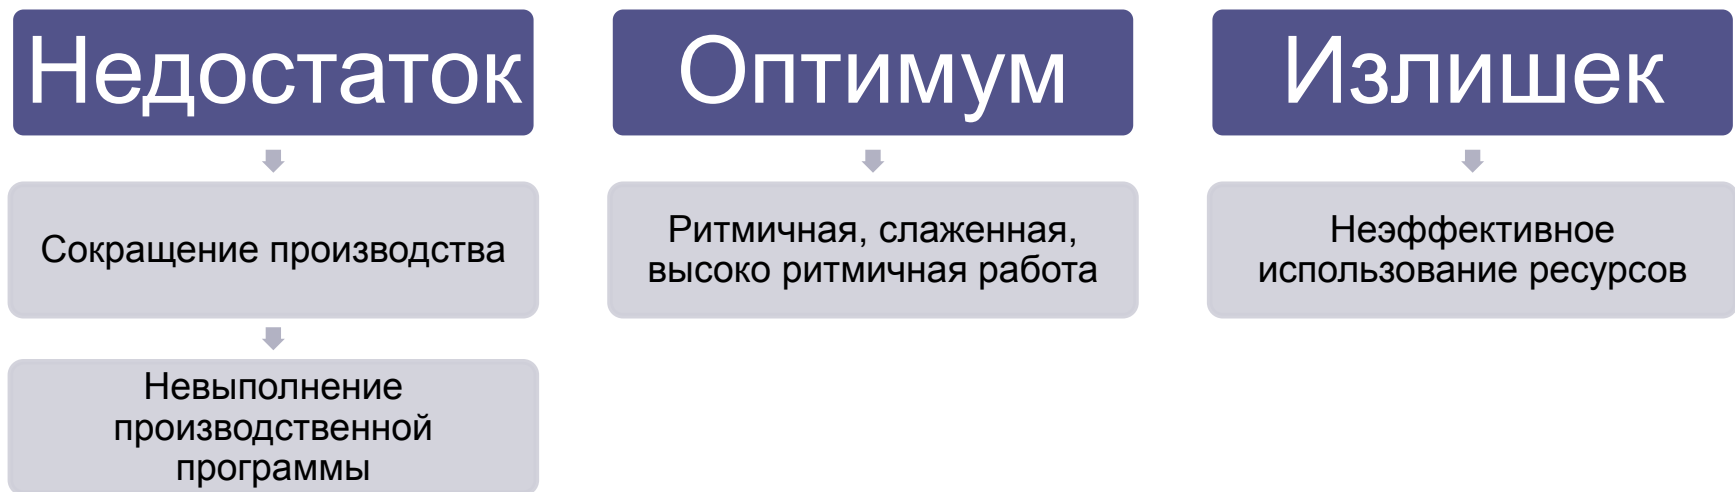 Недостаток
Сокращение производства
Невыполнение
производственной
программы
Оптимум
Ритмичная, слаженная,
высоко ритмичная работа
Излишек
Неэффективное
использование ресурсов